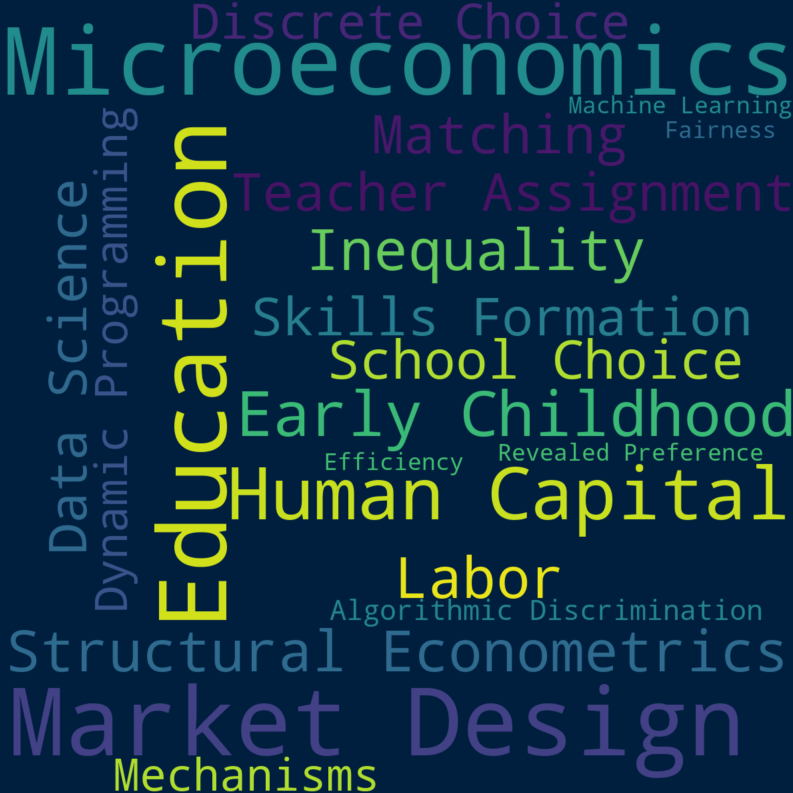 Discrete Choice
Microeconomics
Machine Learning
Fairness
Matching
Teacher Assignment
Data Science
Dynamic Programming
Education
Inequality
Skills Formation
School Choice
Early Childhood
Revealed Preference
Efficiency
Human Capital
Labor
Algorithmic Discrimination
Structural Econometrics
Market Design
Mechanisms